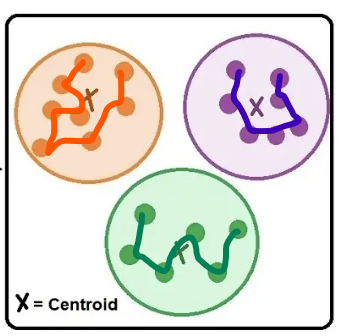 X = Centroid